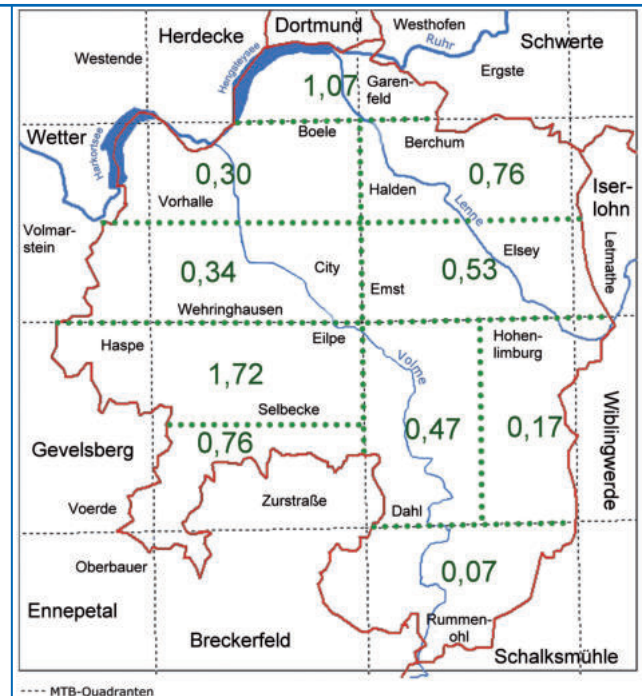 Dortmund
Westhofen
Herdecke
Schwerte
Ruhr
Westende
Hengsteysee
Ergste
1,07
Garen-
feld
Wetter
Boele
Berchum
Harkortsee
0,30
0,76
Iser-
lohn
Vorhalle
Halden
Lenne
Volmar-
stein
Letmathe
Elsey
0,34
City
0,53
Emst
Wehringhausen
Haspe
Eilpe
Hohen-
limburg
Volme
1,72
Selbecke
0,47
0,17
Wiblingwerde
Gevelsberg
0,76
Zurstraße
Voerde
Dahl
Oberbauer
0,07
Ennepetal
Rummen-
ohl
Breckerfeld
Schalksmühle
---- MTB-Quadranten